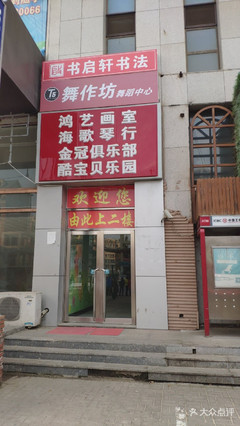 0066
书启轩书法
Ts 舞作坊 舞蹈中心
鸿艺画室
海歌琴行
金冠俱乐部
酷宝贝乐园
欢迎您
由此上二楼
大众点评